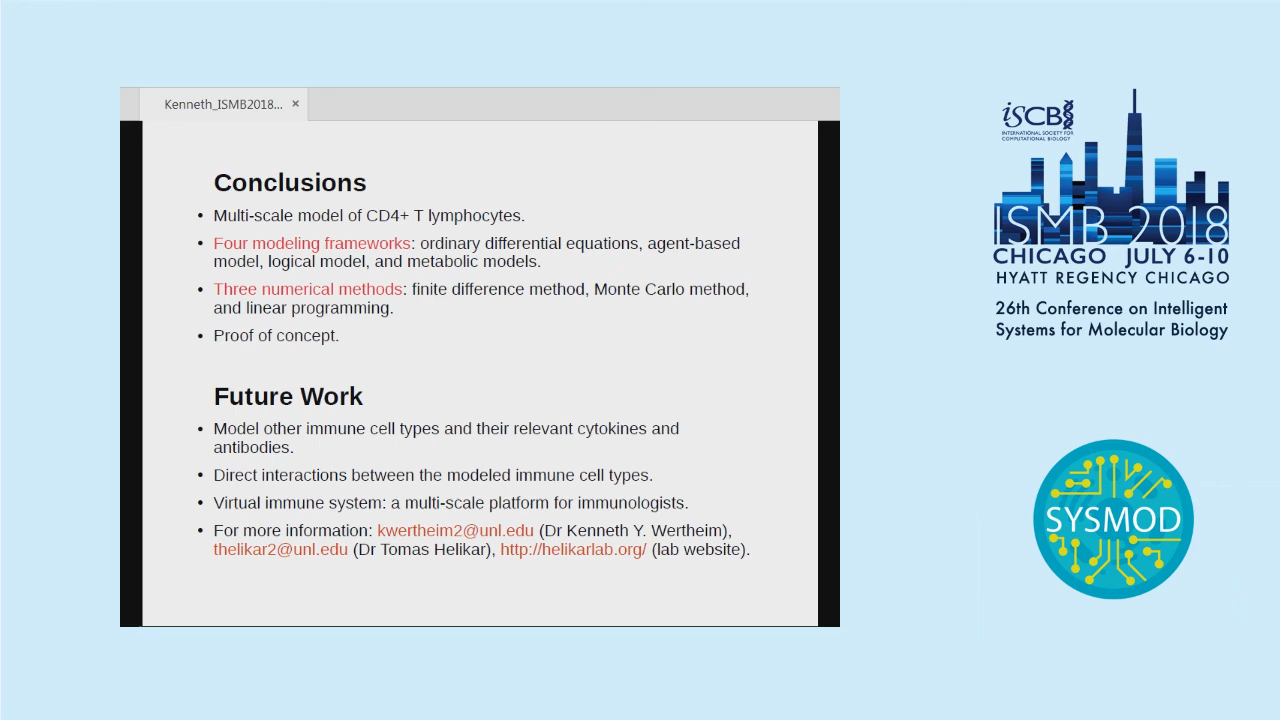 Kenneth_ISMB2018... ×
Conclusions
• Multi-scale model of CD4+ T lymphocytes.
• Four modeling frameworks: ordinary differential equations, agent-based
model, logical model, and metabolic models.
• Three numerical methods: finite difference method, Monte Carlo method,
and linear programming.
• Proof of concept.
Future Work
• Model other immune cell types and their relevant cytokines and
antibodies.
• Direct interactions between the modeled immune cell types.
• Virtual immune system: a multi-scale platform for immunologists.
• For more information: kwertheim2@unl.edu (Dr Kenneth Y. Wertheim),
thelikar2@unl.edu (Dr Tomas Helikar), http://helikarlab.org/ (lab website).
iSCB
INTERNATIONAL SOCIETY FOR
COMPUTATIONAL BIOLOGY
ISMB 2018
CHICAGO JULY 6-10
HYATT REGENCY CHICAGO
26th Conference on Intelligent
Systems for Molecular Biology
SYSMOD